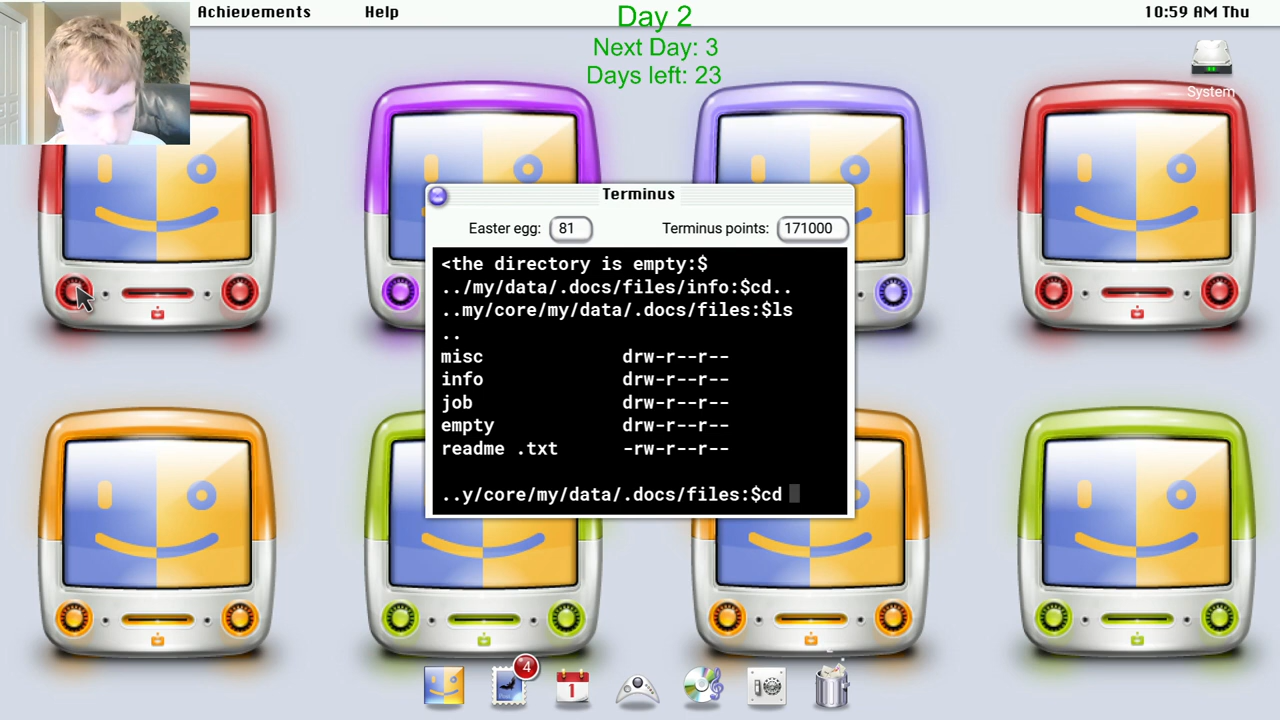 Achievements Help
Day 2
10:59 AM Thu
Next Day: 3
Days left: 23
System
Terminus
Easter egg: 81 Terminus points: 171000
<the directory is empty:$
../my/data/.docs/files/info:$cd..
..my/core/my/data/.docs/files:$ls
..
misc drw-r--r--
info drw-r--r--
job drw-r--r--
empty drw-r--r--
readme .txt -rw-r--r--
..y/core/my/data/.docs/files:$cd
4
1